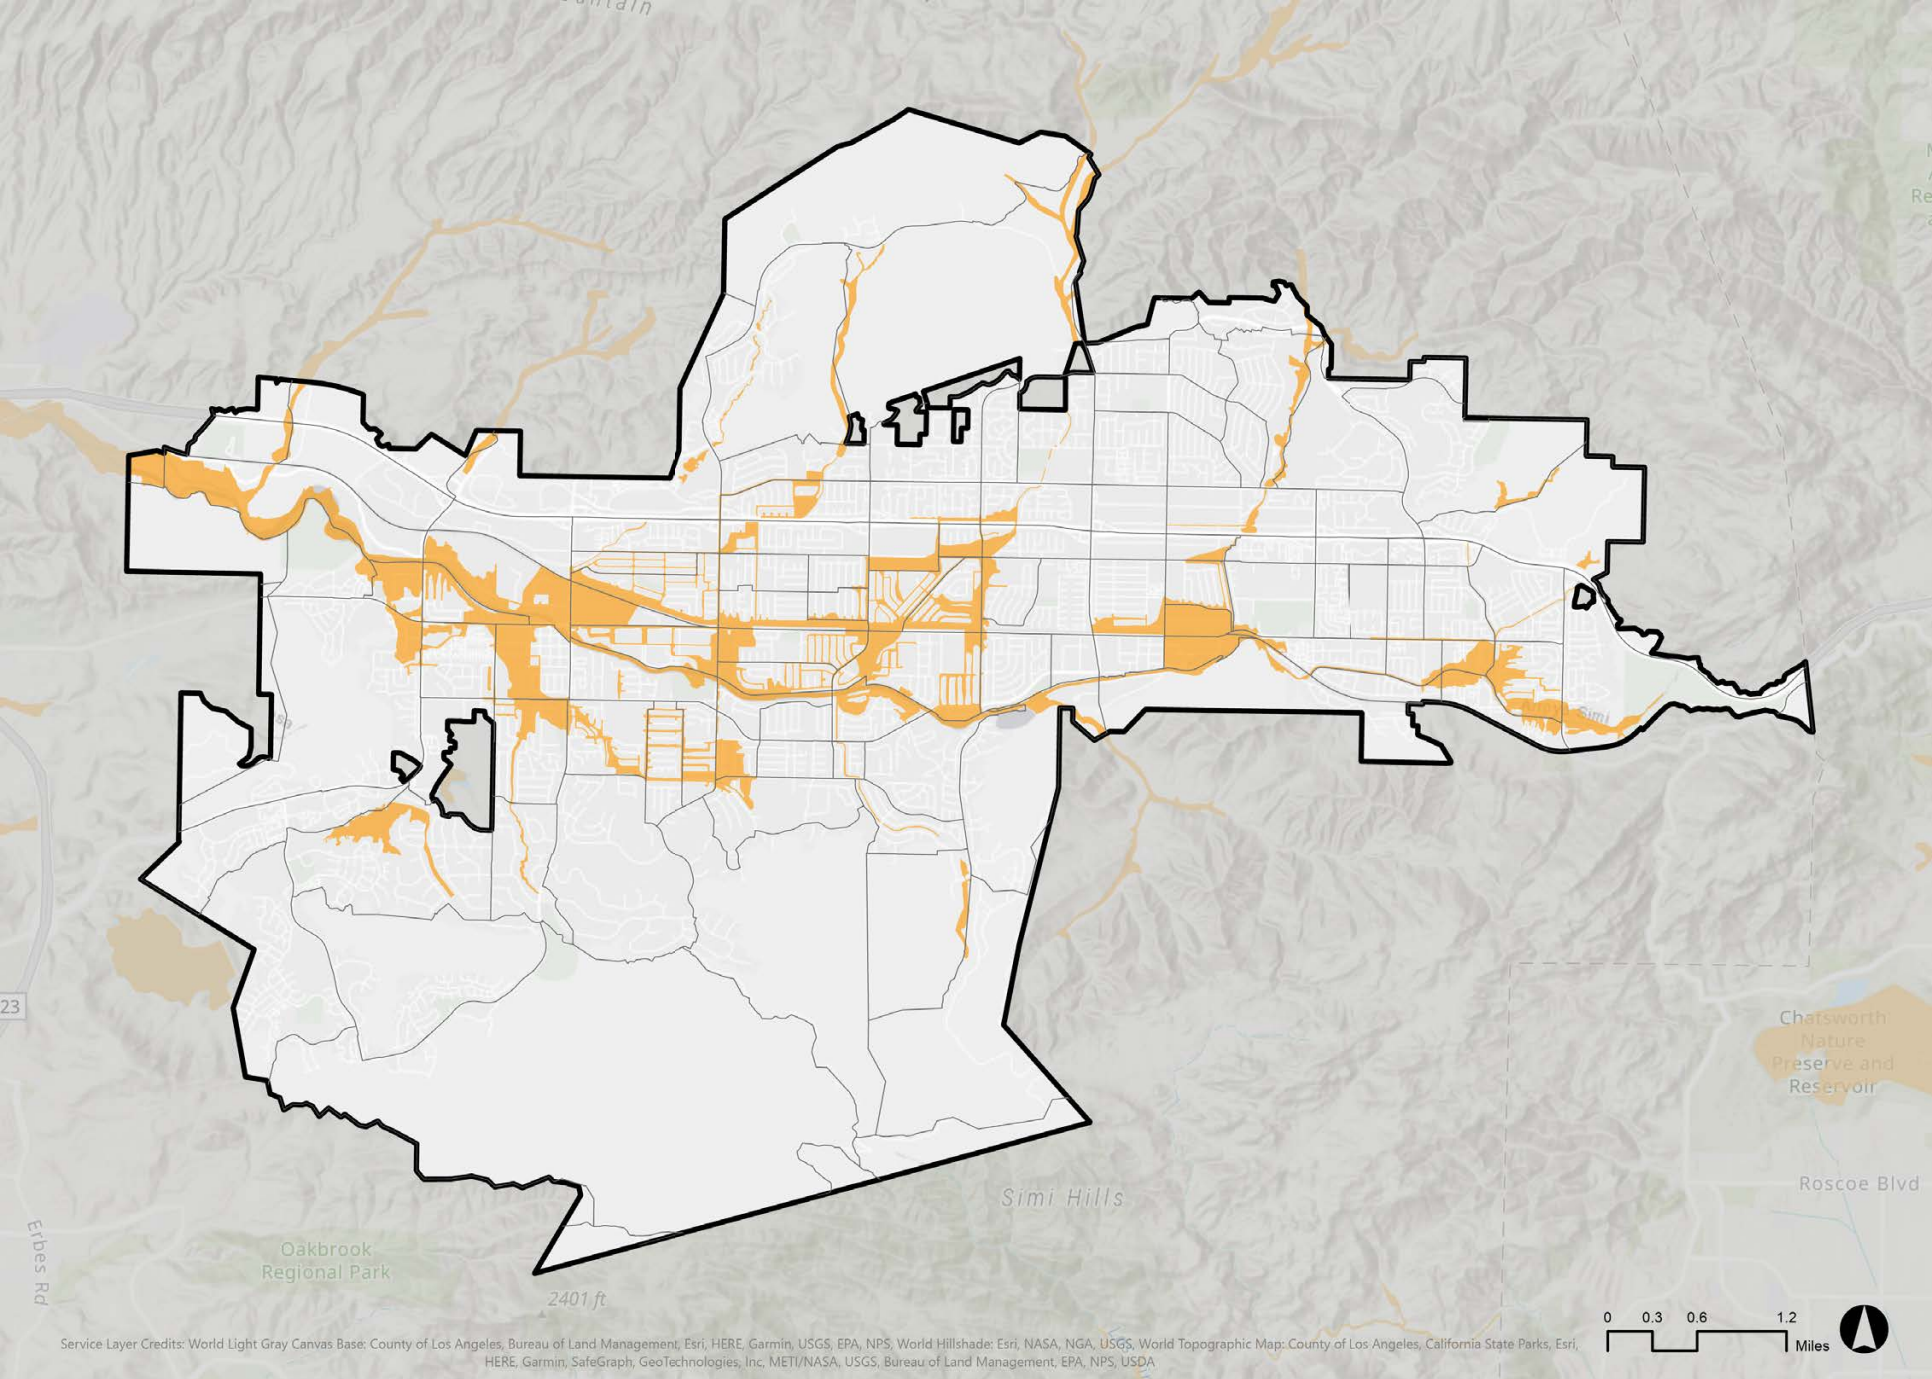 untain
23
Simi
Chatsworth
Nature
Preserve and
Reservoir
Roscoe Blvd
Simi Hills
Oakbrook
Regional Park
Erbes Rd
2401 ft
0 0.3 0.6 1.2
Miles
Service Layer Credits: World Light Gray Canvas Base: County of Los Angeles, Bureau of Land Management, Esri, HERE, Garmin, USGS, EPA, NPS, World Hillshade: Esri, NASA, NGA, USGS, World Topographic Map: County of Los Angeles, California State Parks, Esri,
HERE, Garmin, SafeGraph, GeoTechnologies, Inc, METI/NASA, USGS, Bureau of Land Management, EPA, NPS, USDA